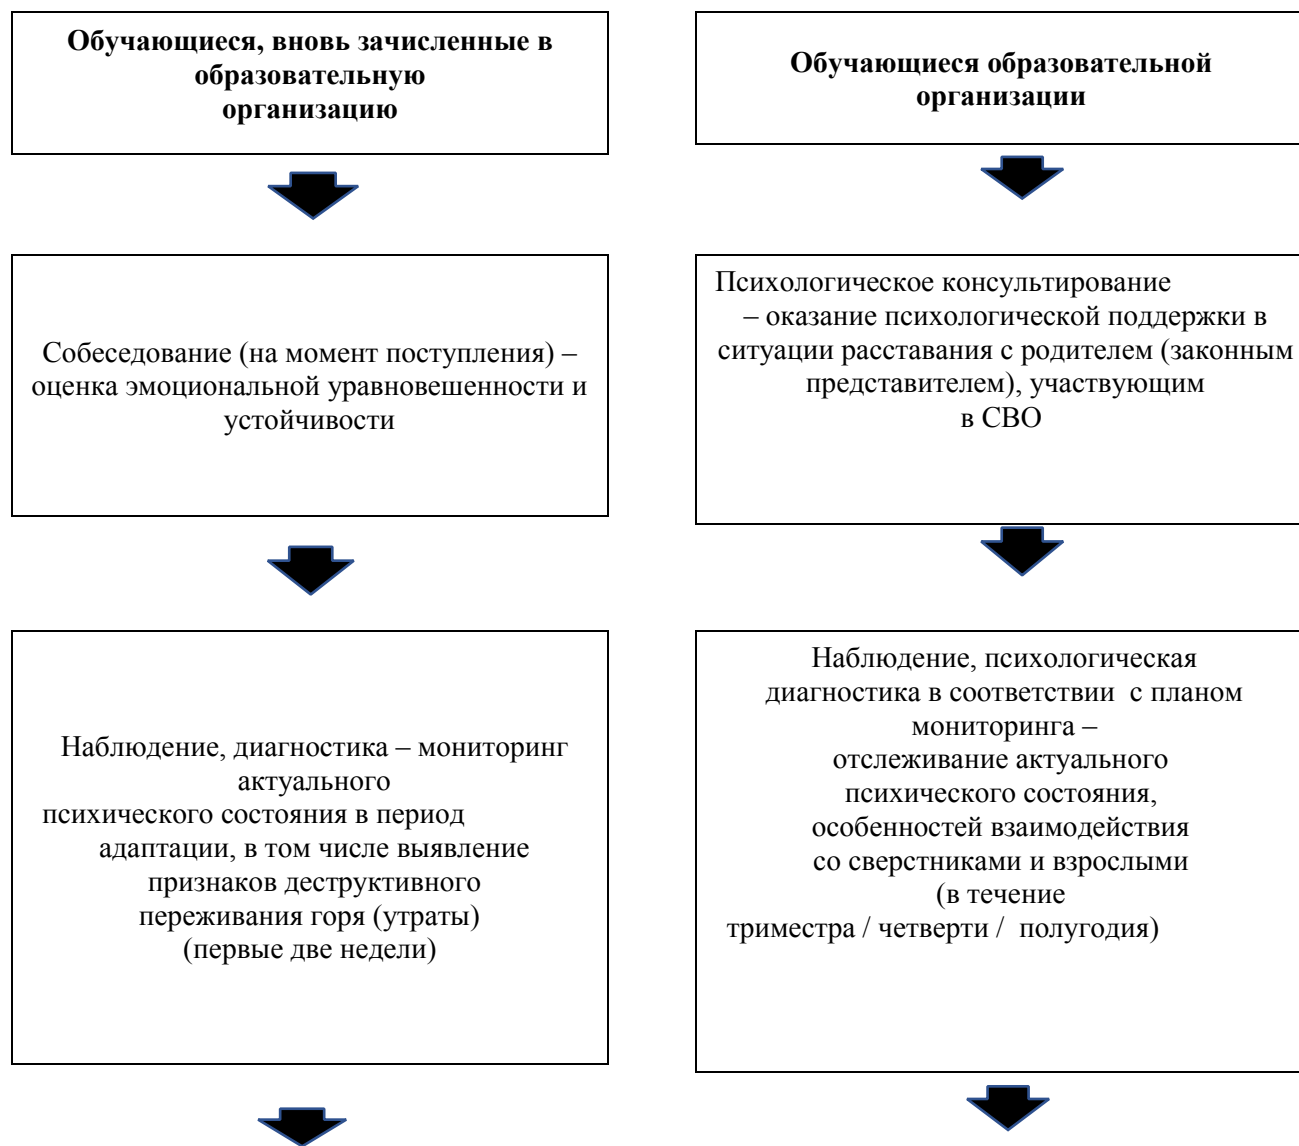 Обучающиеся, вновь зачисленные в
образовательную
организацию
Обучающиеся образовательной
организации
Собеседование (на момент поступления) –
оценка эмоциональной уравновешенности и
устойчивости
Психологическое консультирование
– оказание психологической поддержки в
ситуации расставания с родителем (законным
представителем), участвующим
в СВО
Наблюдение, диагностика – мониторинг
актуального
психического состояния в период
адаптации, в том числе выявление
признаков деструктивного
переживания горя (утраты)
(первые две недели)
Наблюдение, психологическая
диагностика в соответствии с планом
мониторинга –
отслеживание актуального
психического состояния,
особенностей взаимодействия
со сверстниками и взрослыми
(в течение
триместра / четверти / полугодия)